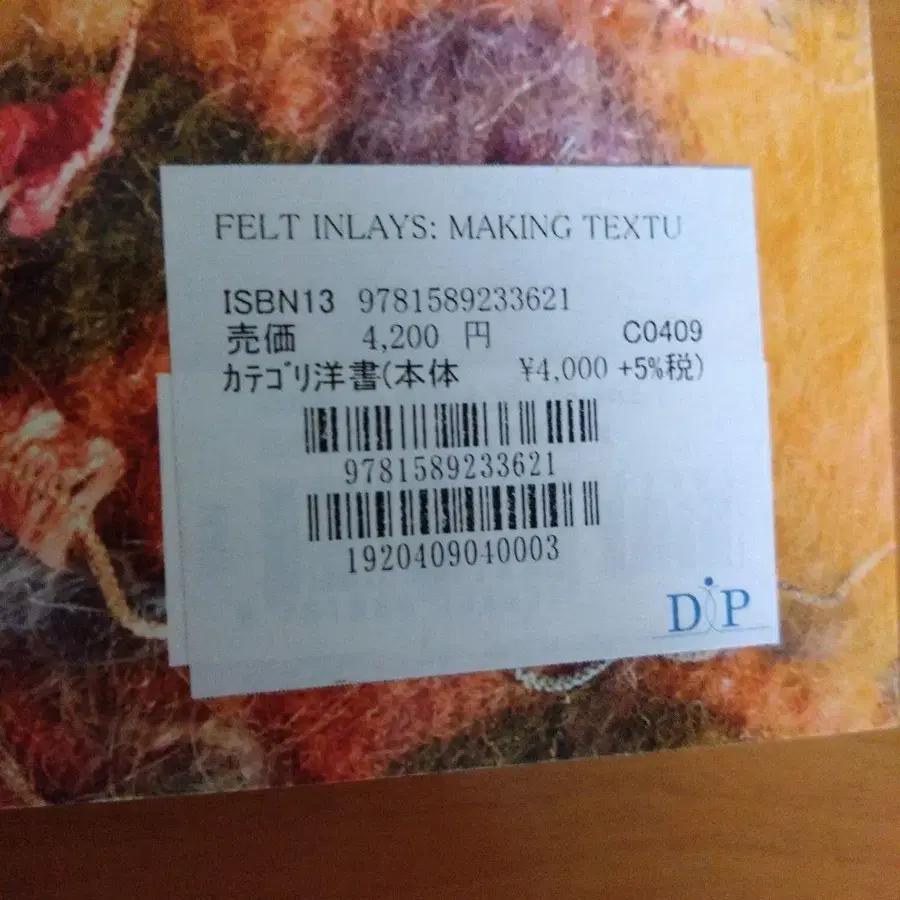 FELT INLAYS: MAKING TEXTU
ISBN13 9781589233621
売価 4,200 円 C0409
ｶﾃｺﾞﾘ洋書(本体 ¥4,000 +5%税)
9781589233621
1920409040003
DiP